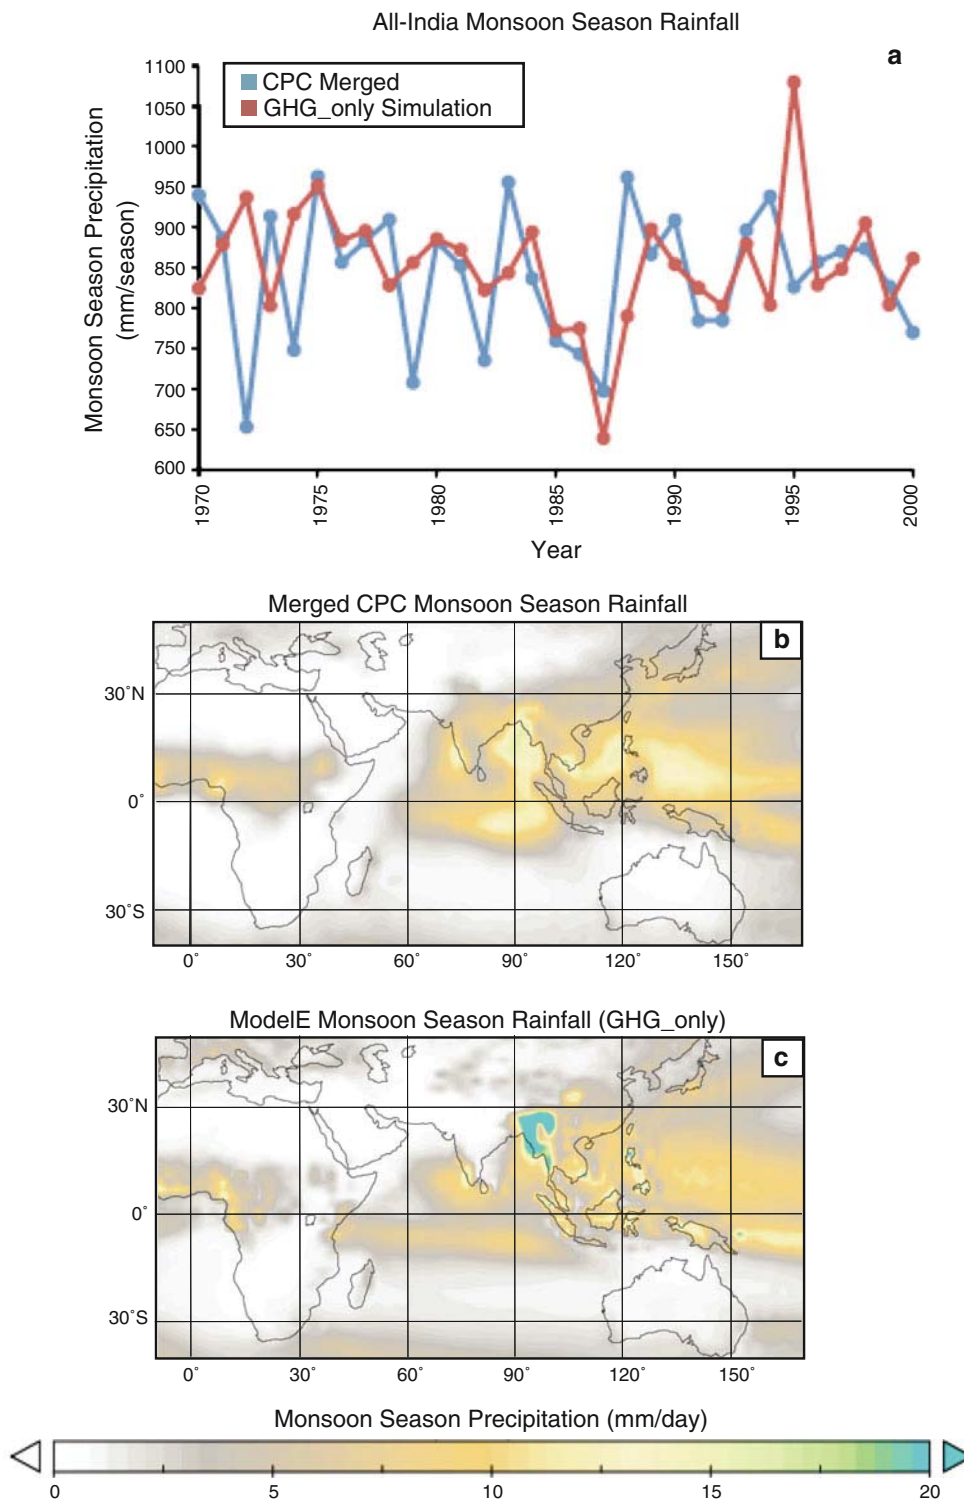 All-India Monsoon Season Rainfall
a
CPC Merged
GHG_only Simulation
Monsoon Season Precipitation
(mm/season)
1100
1050
1000
950
900
850
800
750
700
650
600
1970
1975
1980
1985
1990
1995
2000
Year
Merged CPC Monsoon Season Rainfall
b
30°N
0°
30°S
0°
30°
60°
90°
120°
150°
ModelE Monsoon Season Rainfall (GHG_only)
c
30°N
0°
30°S
0°
30°
60°
90°
120°
150°
Monsoon Season Precipitation (mm/day)
0
5
10
15
20